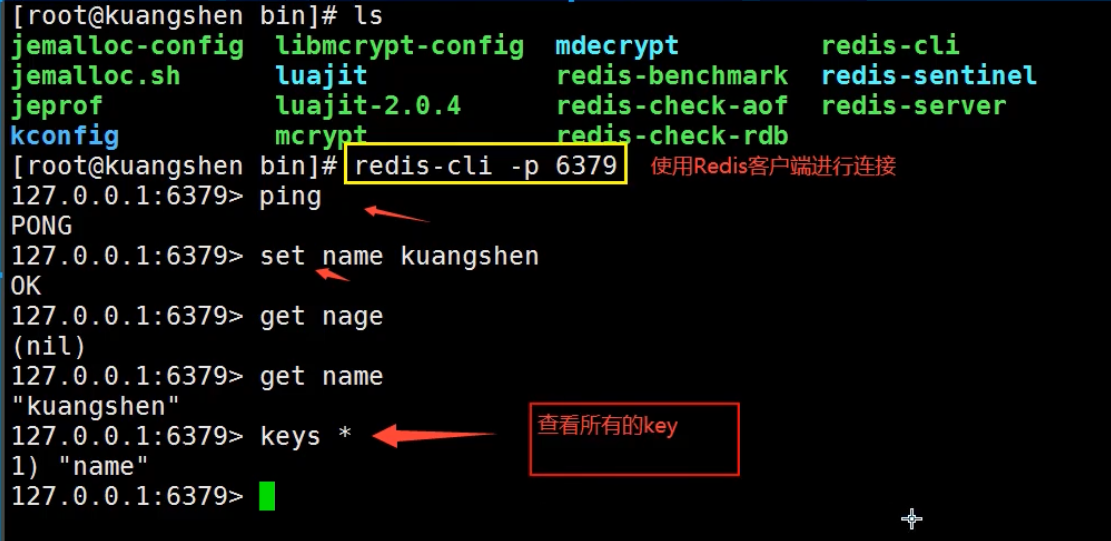 [root@kuangshen bin]# ls
jemalloc-config libmcrypt-config mdecrypt redis-cli
jemalloc.sh luajit redis-benchmark redis-sentinel
jeprof luajit-2.0.4 redis-check-aof redis-server
kconfig mcrypt redis-check-rdb
[root@kuangshen bin]# redis-cli -p 6379 使用Redis客户端进行连接
127.0.0.1:6379> ping
PONG
127.0.0.1:6379> set name kuangshen
OK
127.0.0.1:6379> get nage
(nil)
127.0.0.1:6379> get name
"kuangshen"
127.0.0.1:6379> keys * 查看所有的key
1) "name"
127.0.0.1:6379>